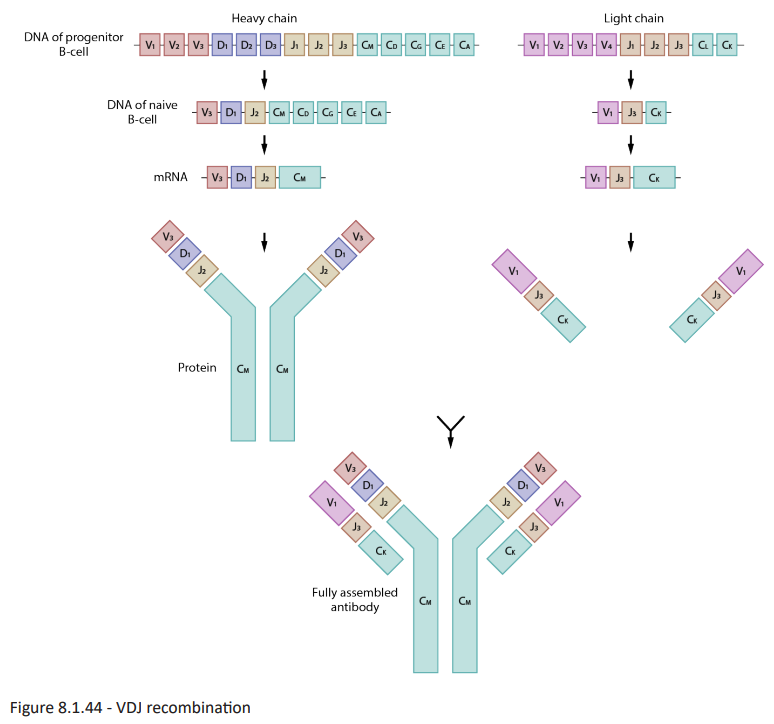 Heavy chain
Light chain
DNA of progenitor
B-cell
V1 V2 V3 D1 D2 D3 J1 J2 J3 CM CD CG CE CA
V1 V2 V3 V4 J1 J2 J3 CL CK
DNA of naive
B-cell
V3 D1 J2 CM CD CG CE CA
V1 J3 CK
mRNA
V3 D1 J2 CM
V1 J3 CK
V3 D1 J2
V3 D1 J2
V1 J3 CK
V1 J3 CK
Protein
CM CM
V3 D1 J2
V1 J3 CK
V3 D1 J2
V1 J3 CK
Fully assembled
antibody
CM CM
Figure 8.1.44 - VDJ recombination